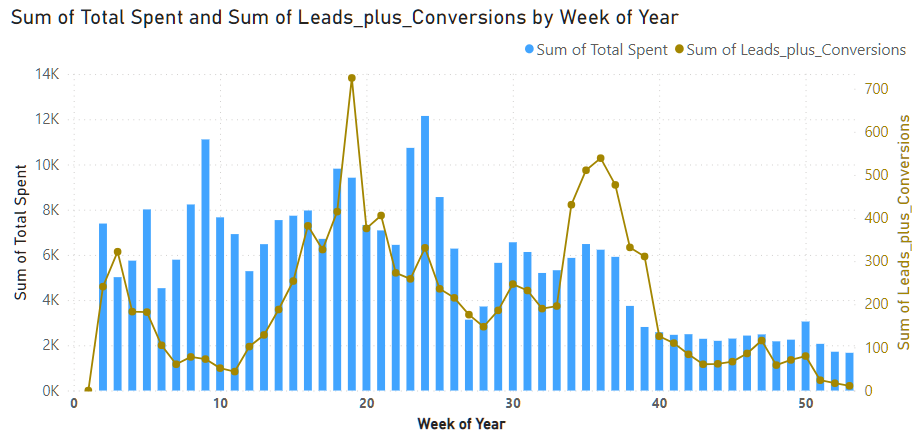 Sum of Total Spent and Sum of Leads_plus_Conversions by Week of Year
Sum of Total Spent Sum of Leads_plus_Conversions
Sum of Total Spent
14K
12K
10K
8K
6K
4K
2K
0K
700
600
500
400
300
200
100
0
Sum of Leads_plus_Conversions
0 10 20 30 40 50
Week of Year